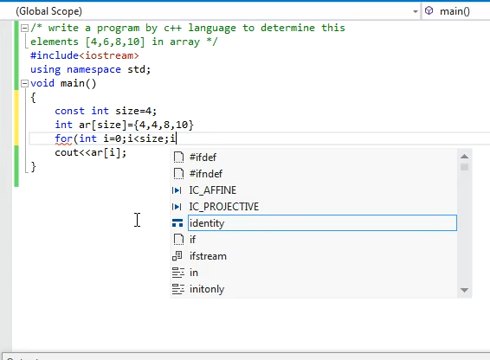 (Global Scope)
main()
/* write a program by c++ language to determine this
elements [4,6,8,10] in array */
#include<iostream>
using namespace std;
void main()
{
const int size=4;
int ar[size]={4,4,8,10}
for(int i=0;i<size;i
cout<<ar[i];
}
#ifdef
#ifndef
IC_AFFINE
IC_PROJECTIVE
identity
if
ifstream
in
initonly